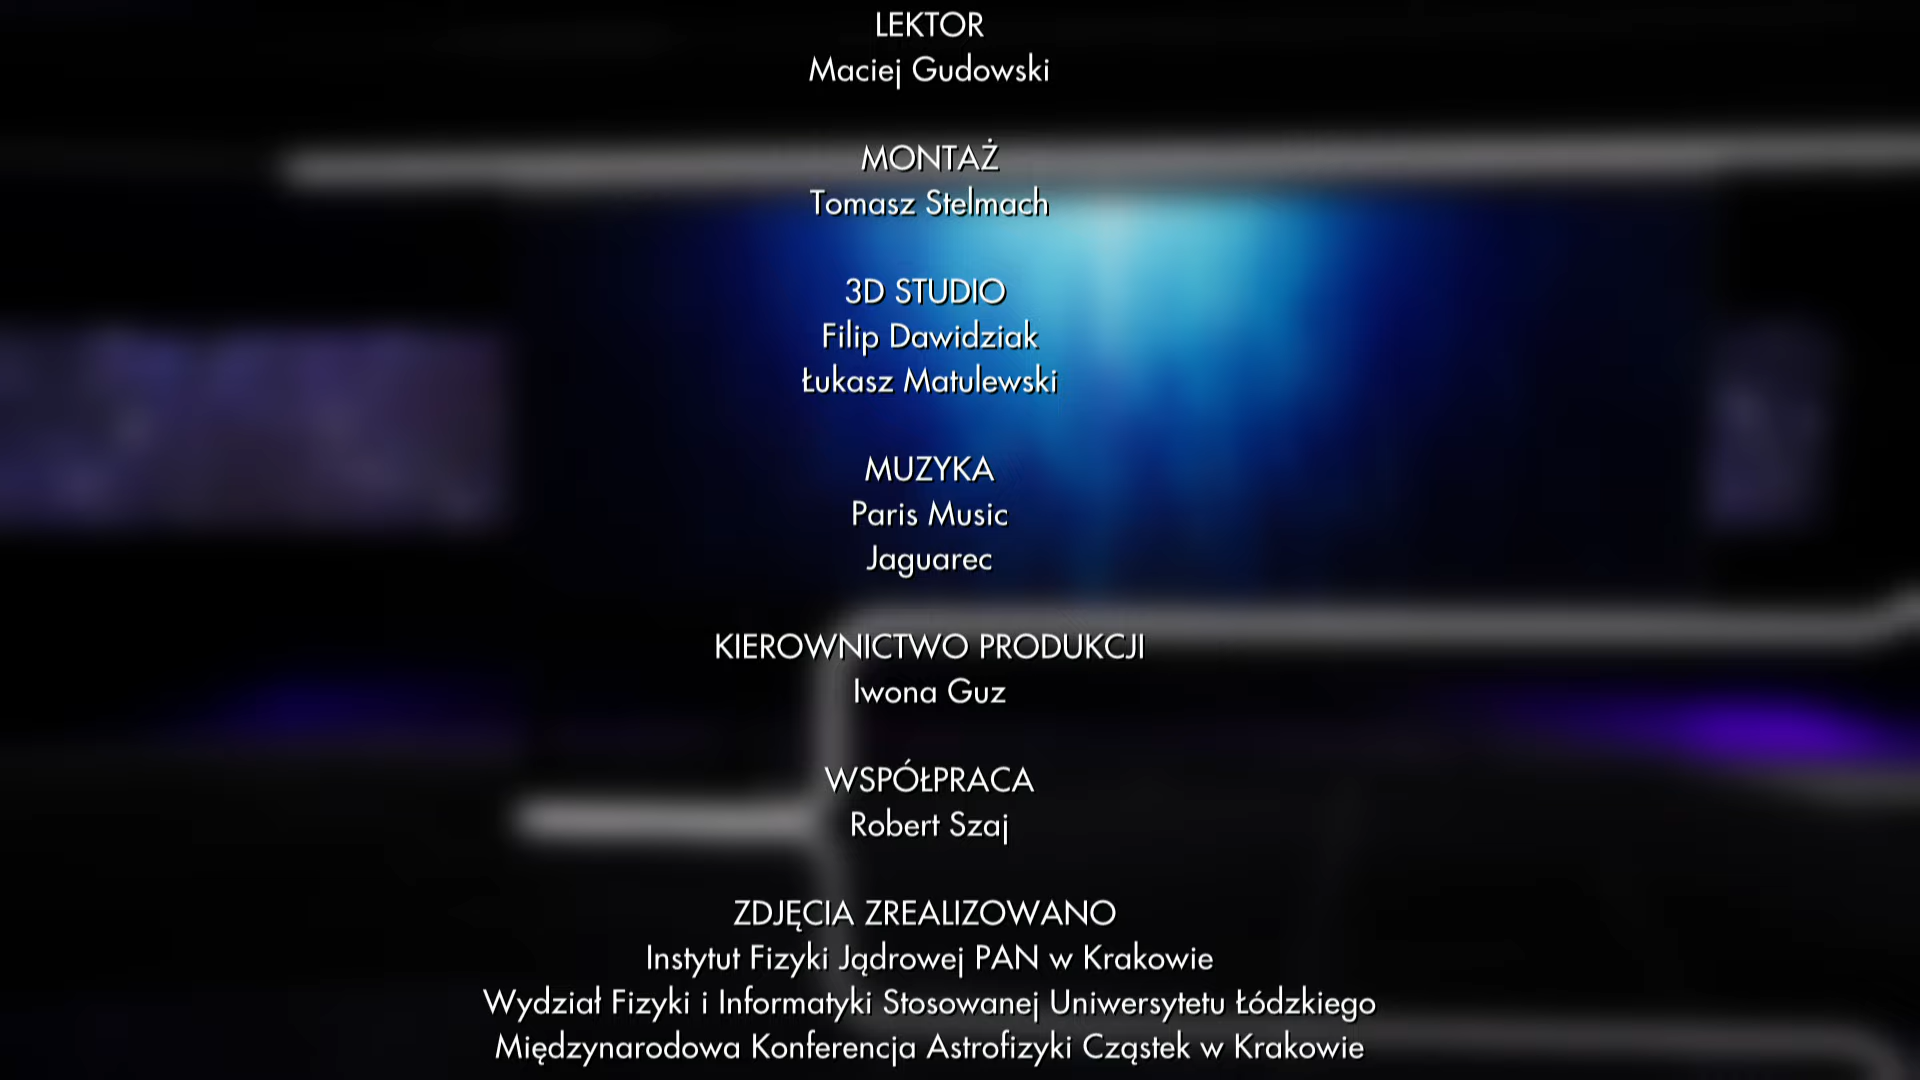 LEKTOR
Maciej Gudowski
MONTAŻ
Tomasz Stelmach
3D STUDIO
Filip Dawidziak
Łukasz Matulewski
MUZYKA
Paris Music
Jaguarec
KIEROWNICTWO PRODUKCJI
Iwona Guz
WSPÓŁPRACA
Robert Szaj
ZDJĘCIA ZREALIZOWANO
Instytut Fizyki Jądrowej PAN w Krakowie
Wydział Fizyki i Informatyki Stosowanej Uniwersytetu Łódzkiego
Międzynarodowa Konferencja Astrofizyki Cząstek w Krakowie